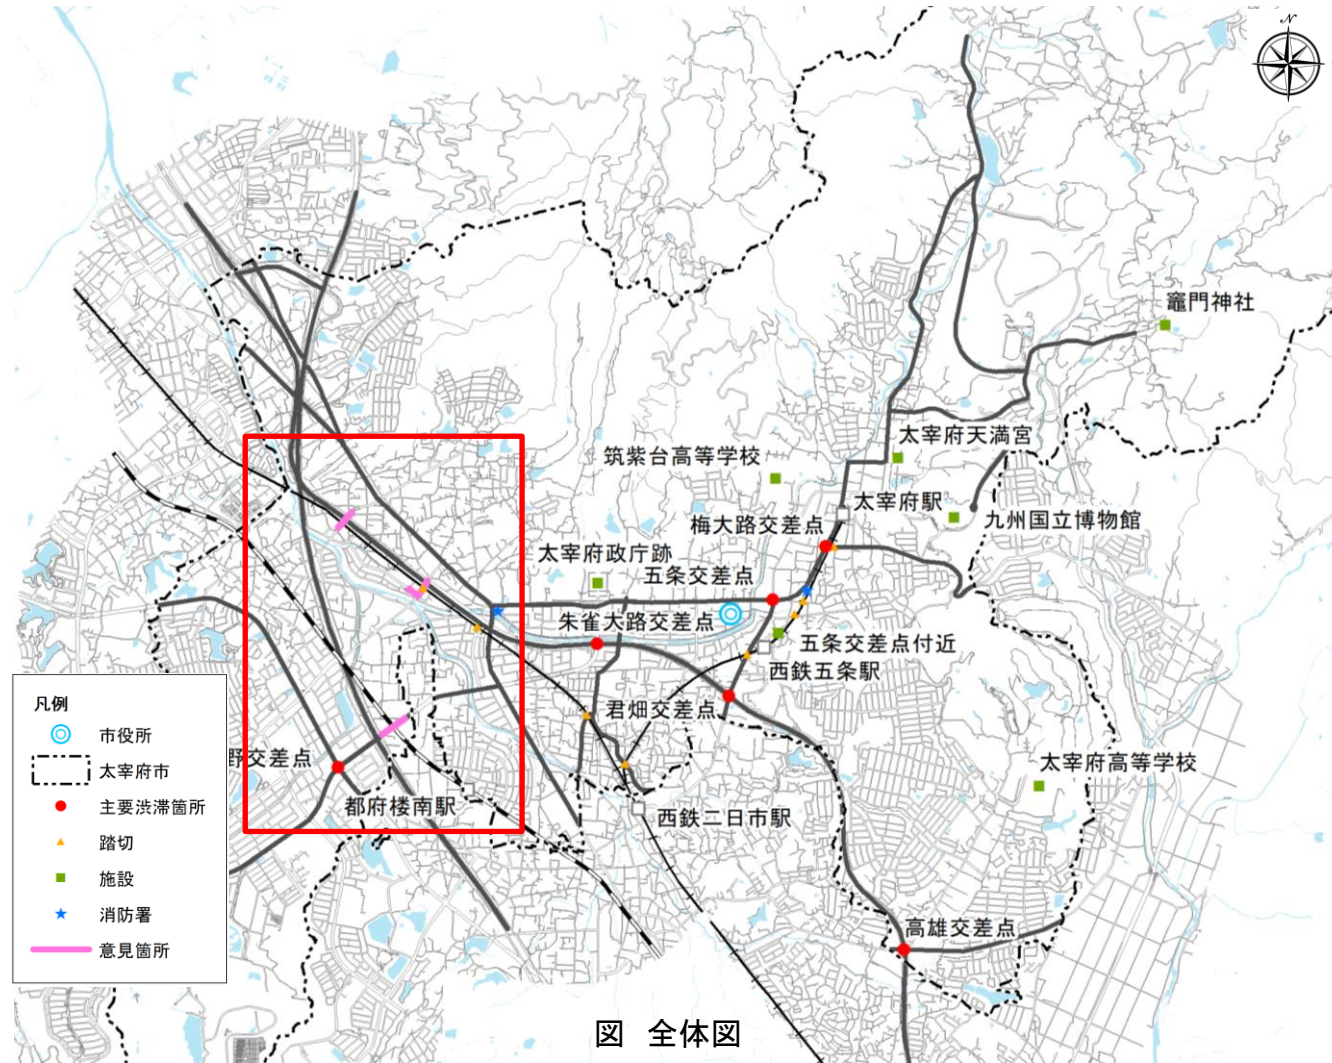 N
竈門神社
太宰府天満宮
筑紫台高等学校
太宰府駅
九州国立博物館
梅大路交差点
太宰府政庁跡
五条交差点
朱雀大路交差点
五条交差点付近
西鉄五条駅
君畑交差点
野交差点
太宰府高等学校
都府楼南駅
西鉄二日市駅
高雄交差点
凡例
市役所
太宰府市
主要渋滞箇所
踏切
施設
消防署
意見箇所
図 全体図